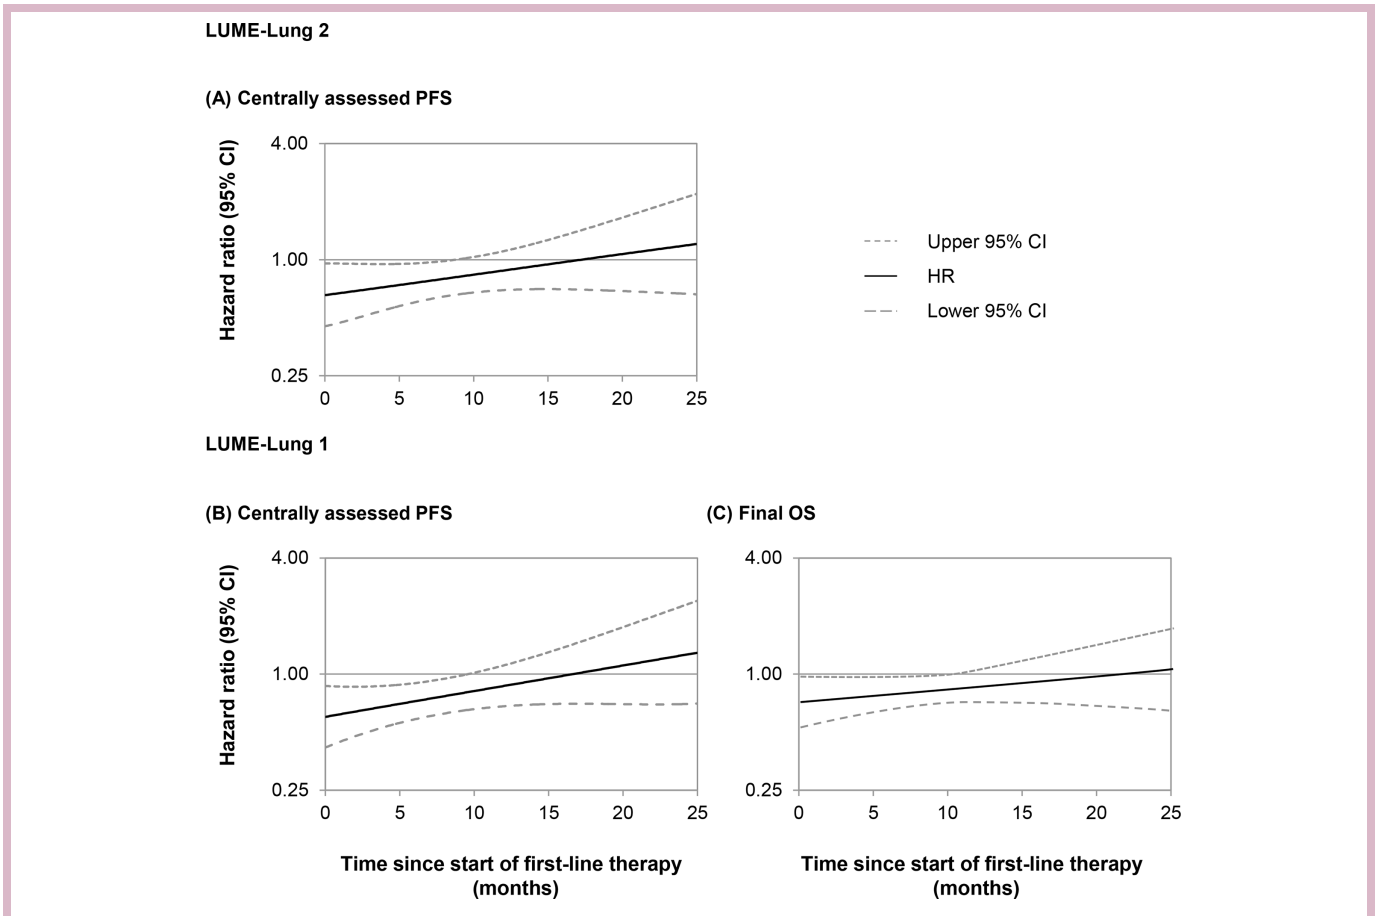 LUME-Lung 2
(A) Centrally assessed PFS
Hazard ratio (95% CI)
4.00
1.00
0.25
0 5 10 15 20 25
Upper 95% CI
HR
Lower 95% CI
LUME-Lung 1
(B) Centrally assessed PFS
Hazard ratio (95% CI)
4.00
1.00
0.25
0 5 10 15 20 25
Time since start of first-line therapy
(months)
(C) Final OS
4.00
1.00
0.25
0 5 10 15 20 25
Time since start of first-line therapy
(months)